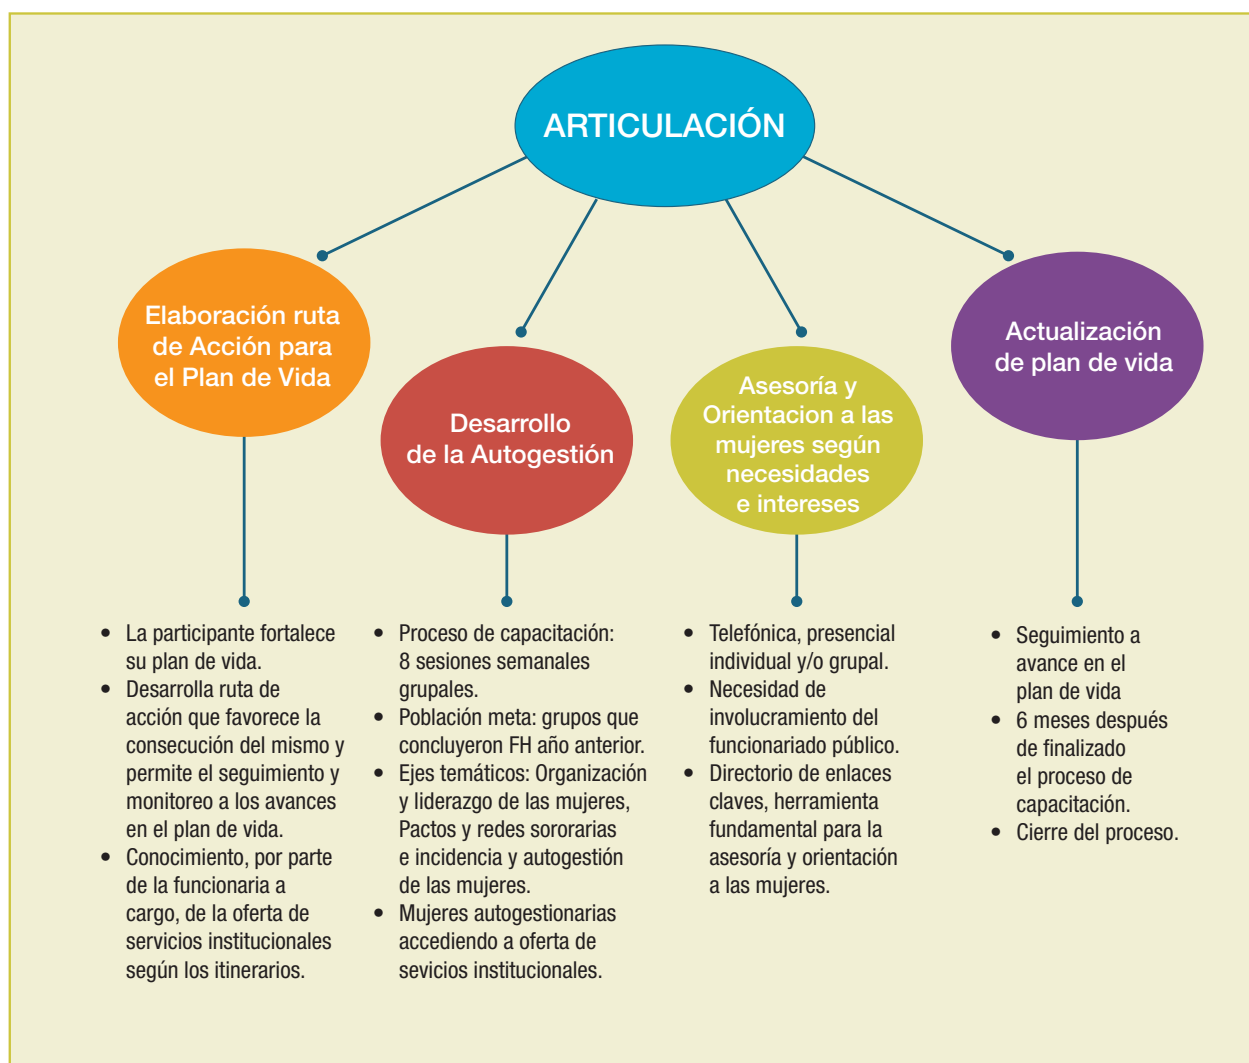 ARTICULACIÓN
Elaboración ruta
de Acción para
el Plan de Vida
Desarrollo
de la Autogestión
Asesoría y
Orientacion a las
mujeres según
necesidades
e intereses
Actualización
de plan de vida
• La participante fortalece
su plan de vida.
• Desarrolla ruta de
acción que favorece la
consecución del mismo y
permite el seguimiento y
monitoreo a los avances
en el plan de vida.
• Conocimiento, por parte
de la funcionaria a
cargo, de la oferta de
servicios institucionales
según los itinerarios.
• Proceso de capacitación:
8 sesiones semanales
grupales.
• Población meta: grupos que
concluyeron FH año anterior.
• Ejes temáticos: Organización
y liderazgo de las mujeres,
Pactos y redes sororarias
e incidencia y autogestión
de las mujeres.
• Mujeres autogestionarias
accediendo a oferta de
sevicios institucionales.
• Telefónica, presencial
individual y/o grupal.
• Necesidad de
involucramiento del
funcionariado público.
• Directorio de enlaces
claves, herramienta
fundamental para la
asesoría y orientación
a las mujeres.
• Seguimiento a
avance en el
plan de vida
• 6 meses después
de finalizado
el proceso de
capacitación.
• Cierre del proceso.